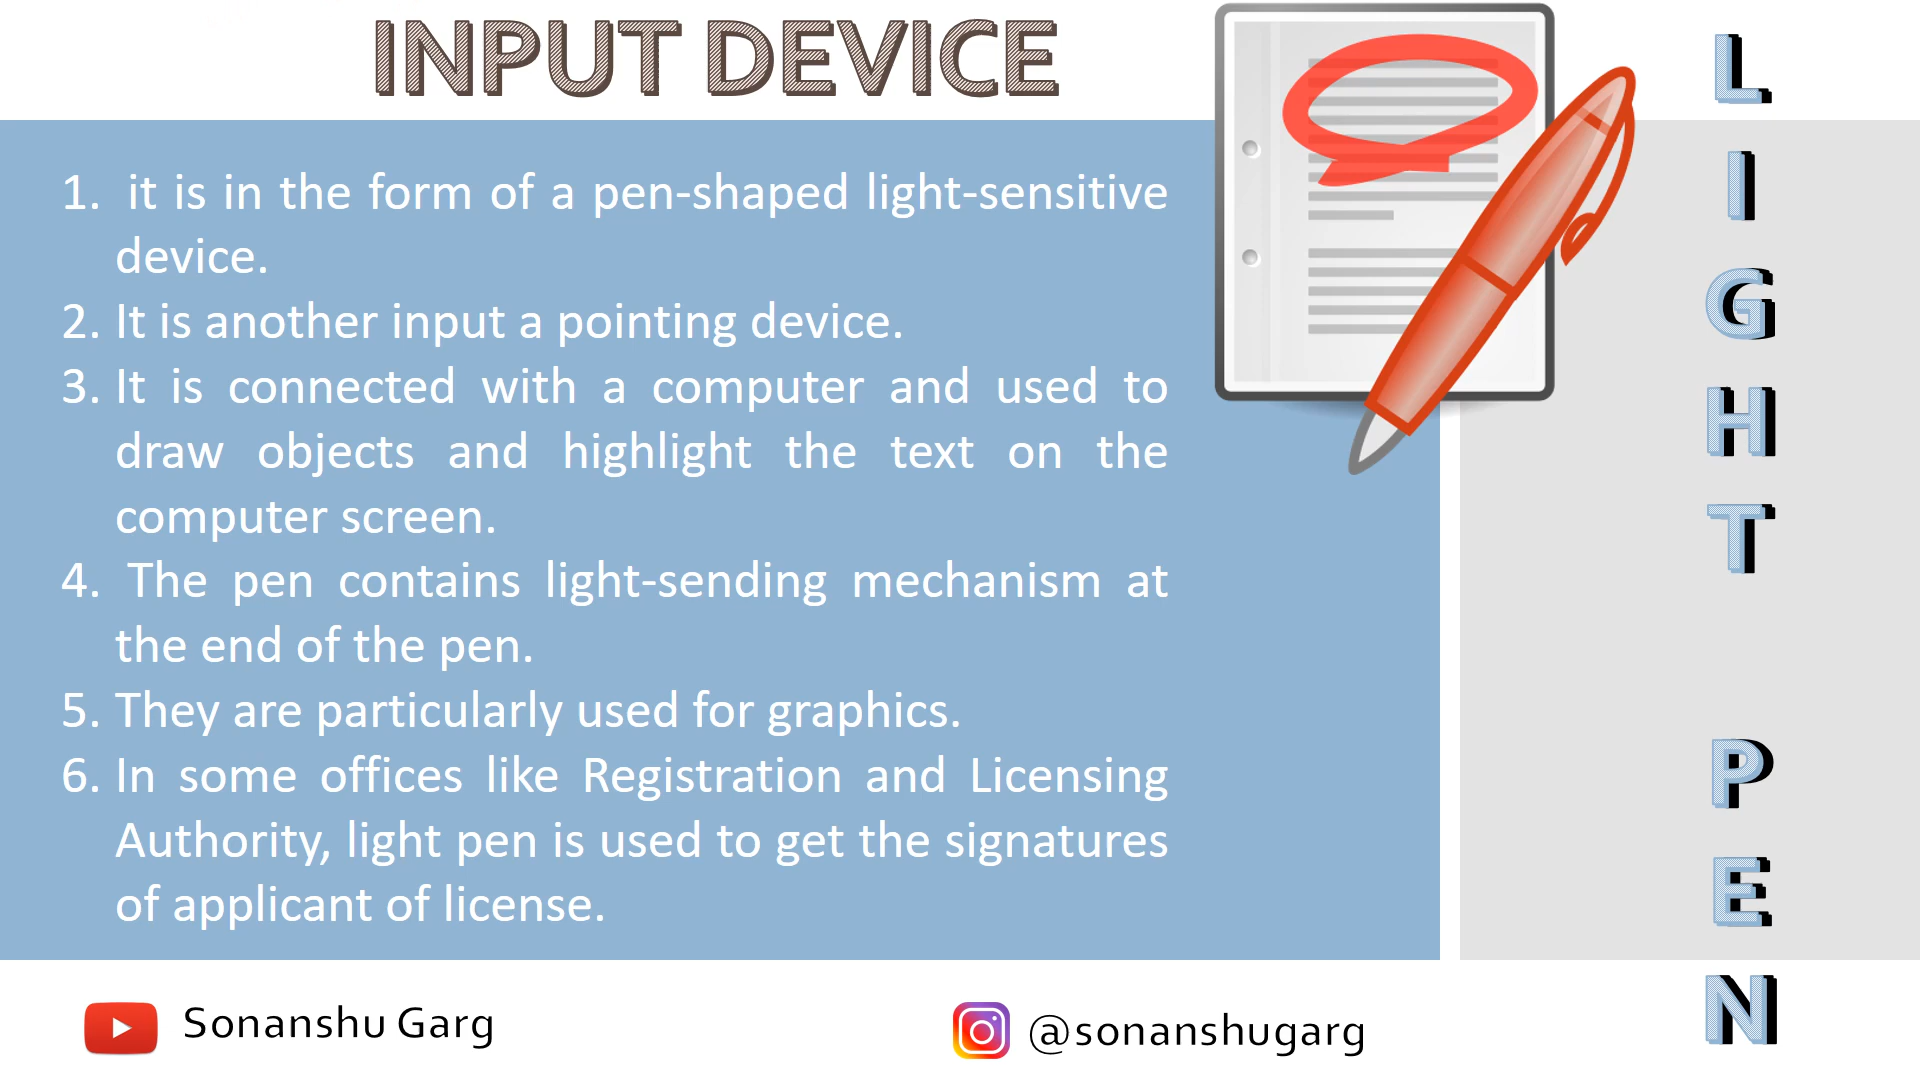 INPUT DEVICE
1. it is in the form of a pen-shaped light-sensitive
device.
2. It is another input a pointing device.
3. It is connected with a computer and used to
draw objects and highlight the text on the
computer screen.
4. The pen contains light-sending mechanism at
the end of the pen.
5. They are particularly used for graphics.
6. In some offices like Registration and Licensing
Authority, light pen is used to get the signatures
of applicant of license.
L
I
G
H
T
P
E
N
Sonanshu Garg
@sonanshugarg